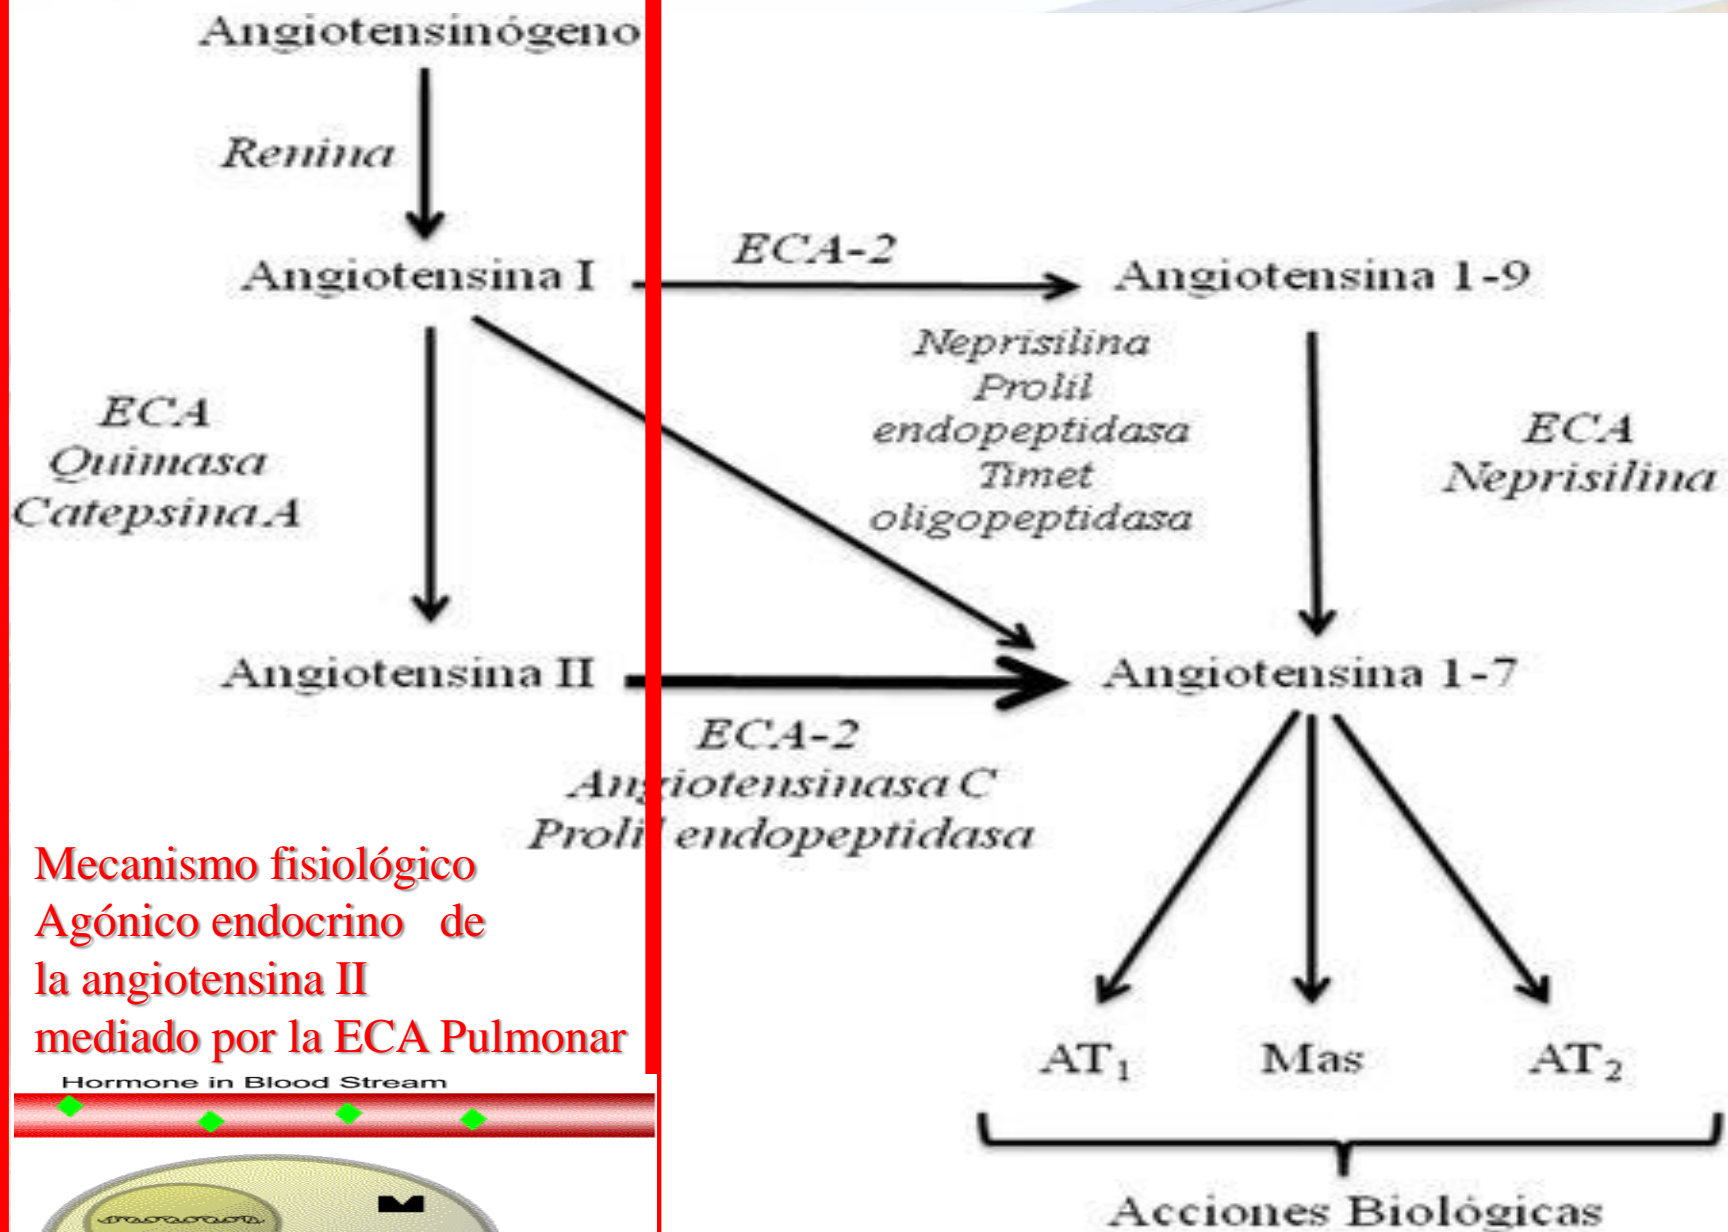 Angiotensinógeno
Renina
Angiotensina I
ECA-2
Angiotensina 1-9
ECA
Quimasa
Catepsina A
Neprisilina
Prolil
endopeptidasa
Timet
oligopeptidasa
ECA
Neprisilina
Angiotensina II
Angiotensina 1-7
ECA-2
Angiotensinasa C
Prolil endopeptidasa
Mecanismo fisiológico
Agónico endocrino de
la angiotensina II
mediado por la ECA Pulmonar
Hormone in Blood Stream
AT₁ Mas AT₂
Acciones Biológicas